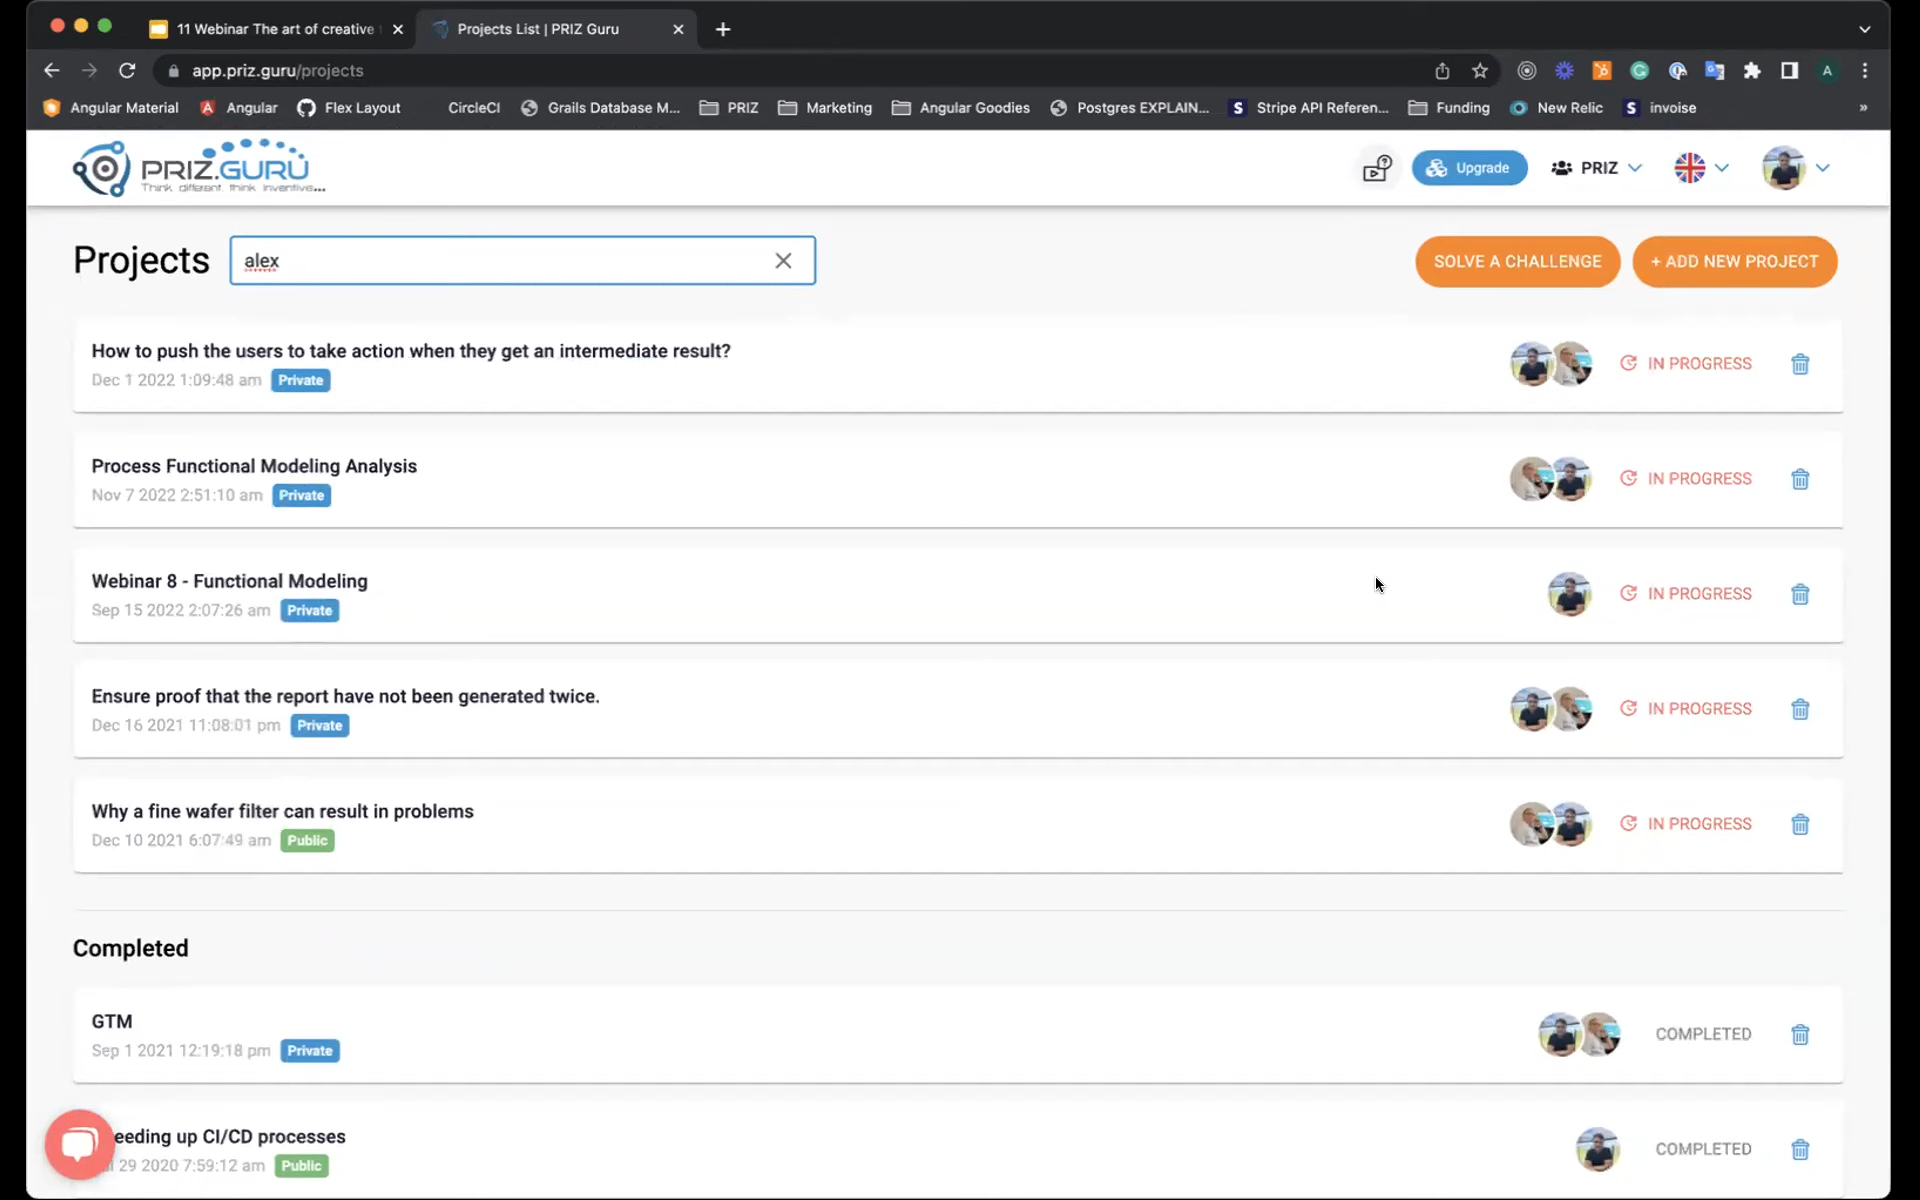 11 Webinar The art of creative
Projects List | PRIZ Guru
app.priz.guru/projects
A
Angular Material
Angular
Flex Layout
CircleCI
Grails Database M...
PRIZ
Marketing
Angular Goodies
Postgres EXPLAIN...
S Stripe API Referen...
Funding
New Relic
S invoise
»
PRIZ.GURU
Think different, think inventive...
Upgrade
PRIZ
Projects
alex
SOLVE A CHALLENGE
+ ADD NEW PROJECT
How to push the users to take action when they get an intermediate result?
Dec 1 2022 1:09:48 am Private
IN PROGRESS
Process Functional Modeling Analysis
Nov 7 2022 2:51:10 am Private
IN PROGRESS
Webinar 8 - Functional Modeling
Sep 15 2022 2:07:26 am Private
IN PROGRESS
Ensure proof that the report have not been generated twice.
Dec 16 2021 11:08:01 pm Private
IN PROGRESS
Why a fine wafer filter can result in problems
Dec 10 2021 6:07:49 am Public
IN PROGRESS
Completed
GTM
Sep 1 2021 12:19:18 pm Private
COMPLETED
eeding up CI/CD processes
29 2020 7:59:12 am Public
COMPLETED